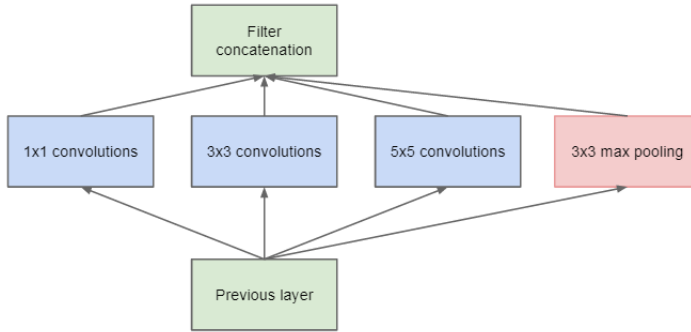 Filter
concatenation
1x1 convolutions
3x3 convolutions
5x5 convolutions
3x3 max pooling
Previous layer